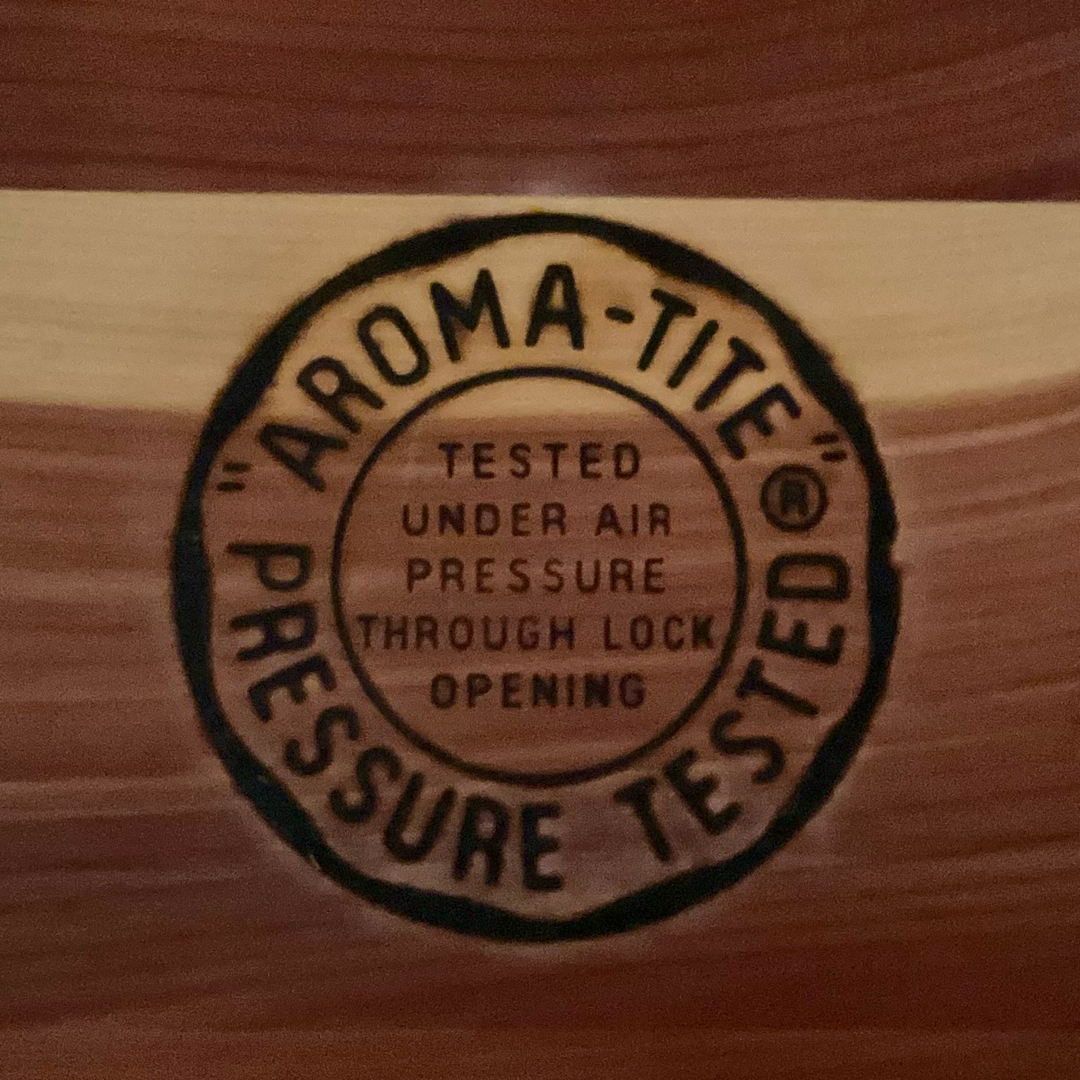 "AROMA-TITE"®
PRESSURE TESTED
TESTED
UNDER AIR
PRESSURE
THROUGH LOCK
OPENING